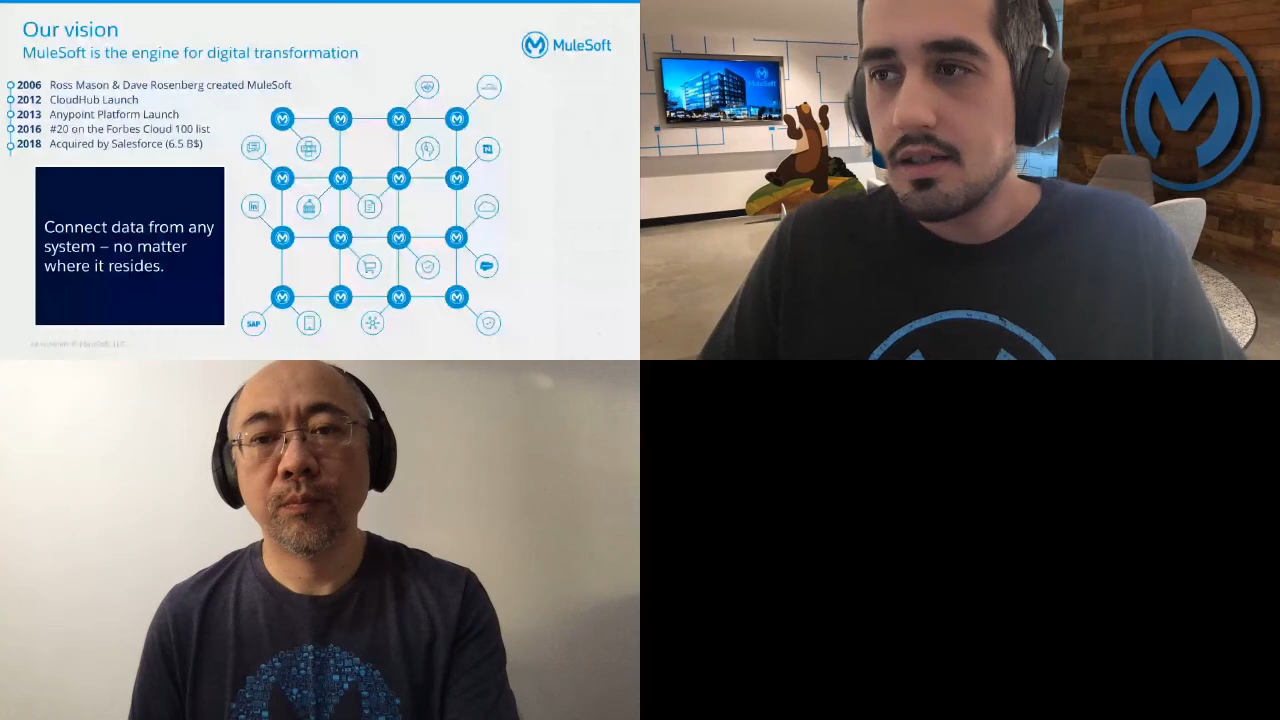 Our vision
MuleSoft is the engine for digital transformation
MuleSoft
2006 Ross Mason & Dave Rosenberg created MuleSoft
2012 CloudHub Launch
2013 Anypoint Platform Launch
2016 #20 on the Forbes Cloud 100 list
2018 Acquired by Salesforce (6.5 B$)
Connect data from any
system – no matter
where it resides.
in
SAP
MuleSoft